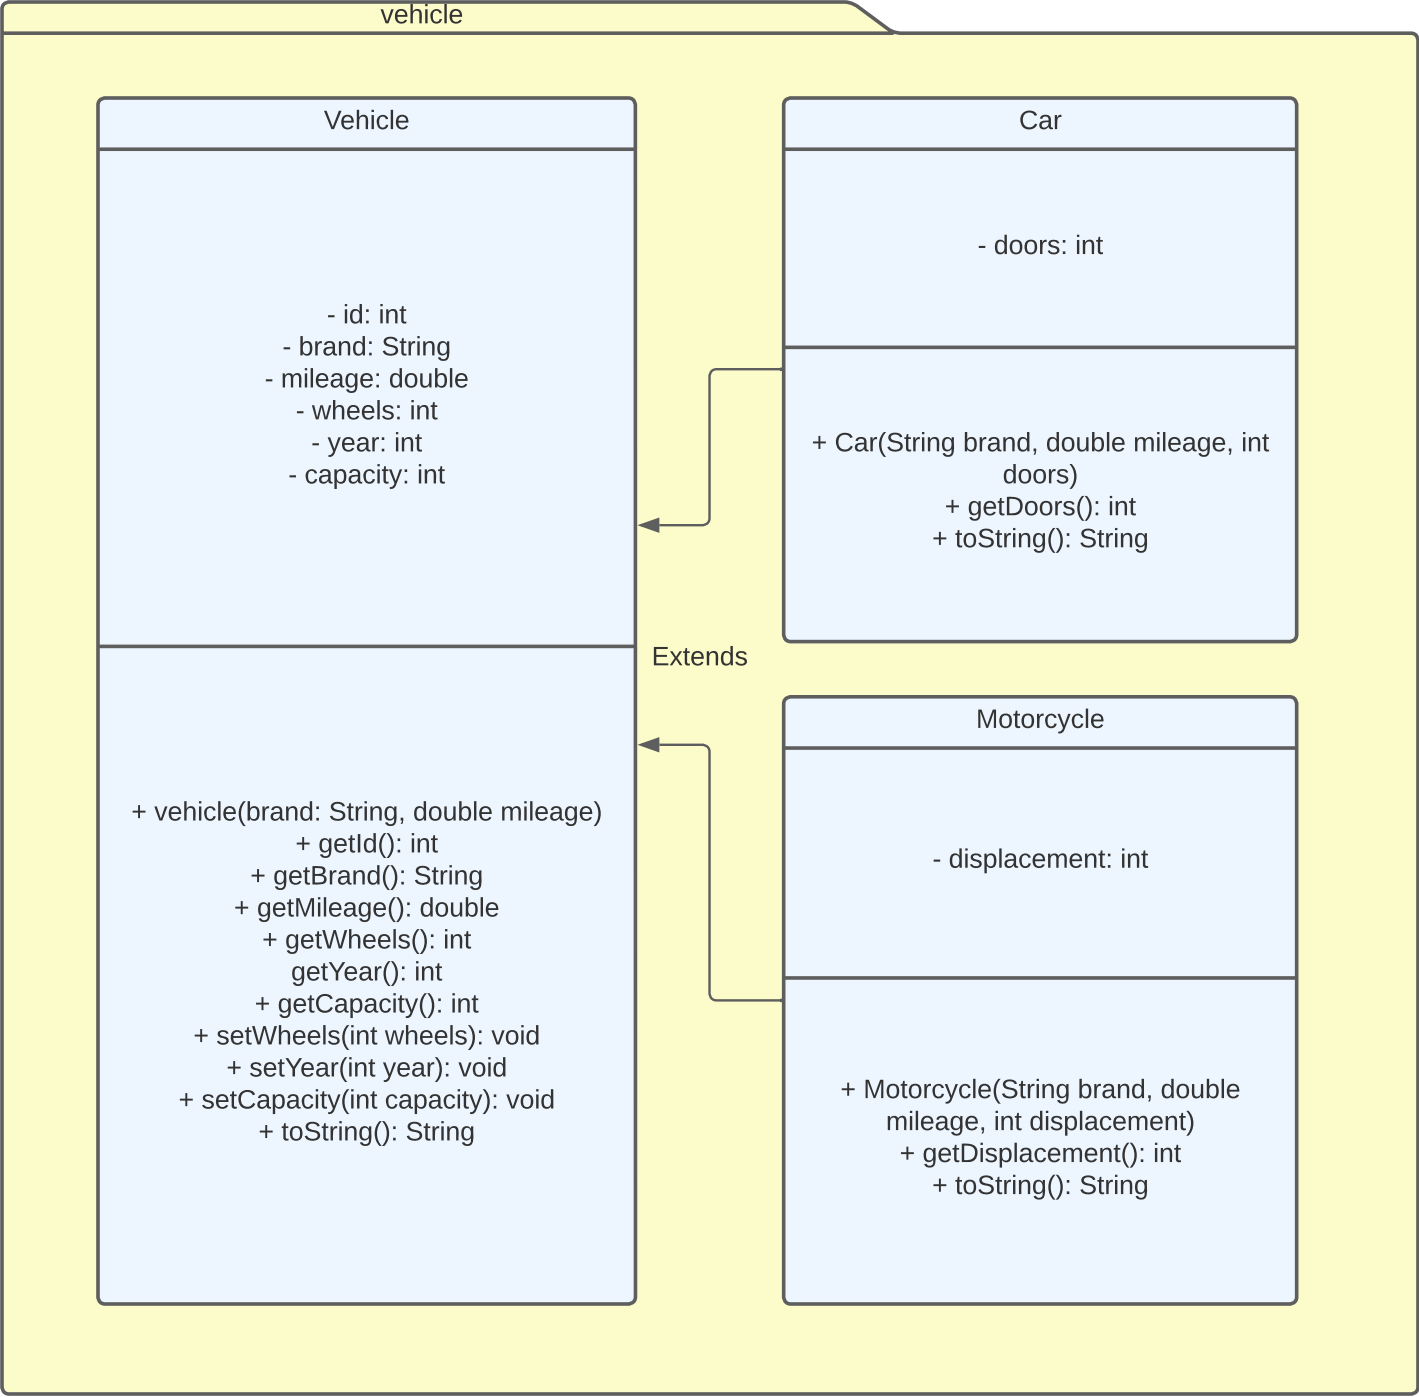 vehicle
Vehicle
- id: int
- brand: String
- mileage: double
- wheels: int
- year: int
- capacity: int
+ vehicle(brand: String, double mileage)
+ getId(): int
+ getBrand(): String
+ getMileage(): double
+ getWheels(): int
getYear(): int
+ getCapacity(): int
+ setWheels(int wheels): void
+ setYear(int year): void
+ setCapacity(int capacity): void
+ toString(): String
Extends
Car
- doors: int
+ Car(String brand, double mileage, int
doors)
+ getDoors(): int
+ toString(): String
Motorcycle
- displacement: int
+ Motorcycle(String brand, double
mileage, int displacement)
+ getDisplacement(): int
+ toString(): String